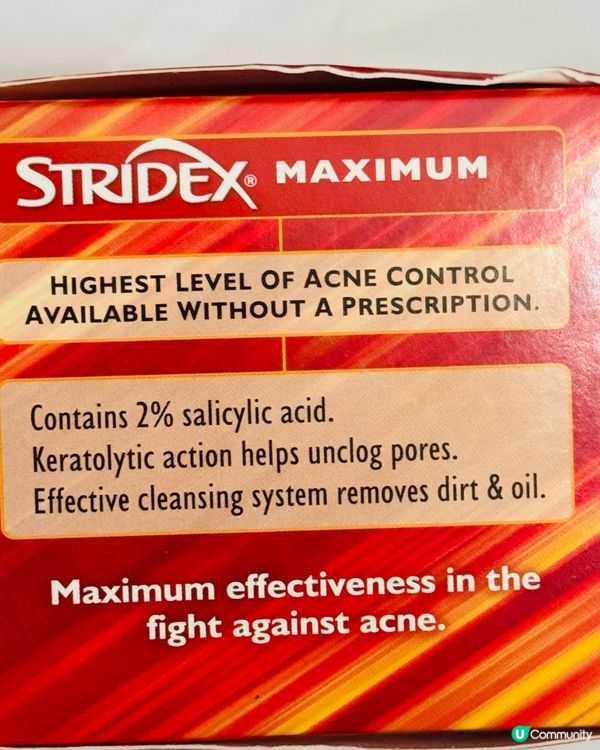 STRIDEX® MAXIMUM
HIGHEST LEVEL OF ACNE CONTROL
AVAILABLE WITHOUT A PRESCRIPTION.
Contains 2% salicylic acid.
Keratolytic action helps unclog pores.
Effective cleansing system removes dirt & oil.
Maximum effectiveness in the
fight against acne.
U Community